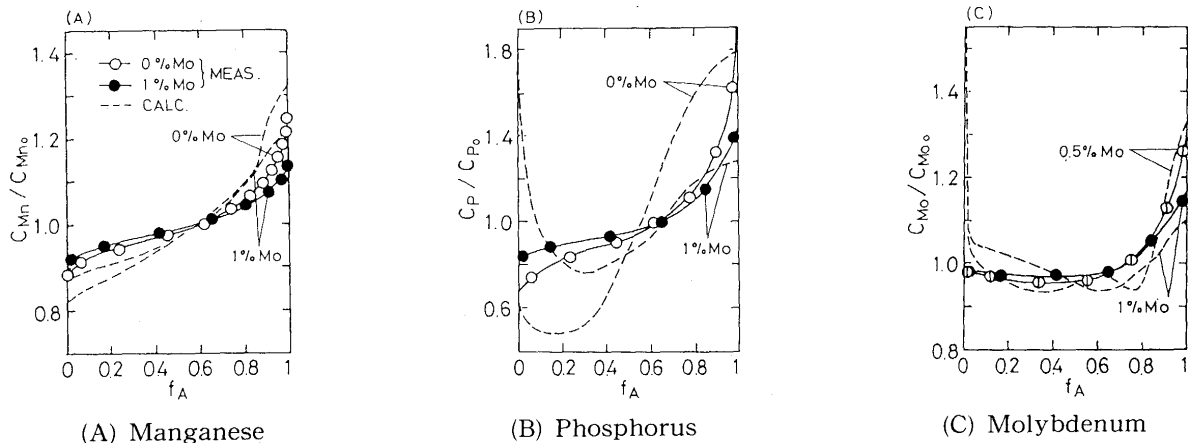 (A)
1.4
1.2
1.0
0.8
C_Mn / C_Mn₀
0 % Mo
1 % Mo
MEAS.
CALC.
0%Mo
1%Mo
0 0.2 0.4 0.6 0.8 1
f_A
(A) Manganese
(B)
1.8
1.4
1.0
0.6
C_P / C_P₀
0%Mo
1%Mo
0 0.2 0.4 0.6 0.8 1
f_A
(B) Phosphorus
(C)
1.4
1.2
1.0
0.8
C_Mo / C_Mo₀
0.5%Mo
1%Mo
0 0.2 0.4 0.6 0.8 1
f_A
(C) Molybdenum